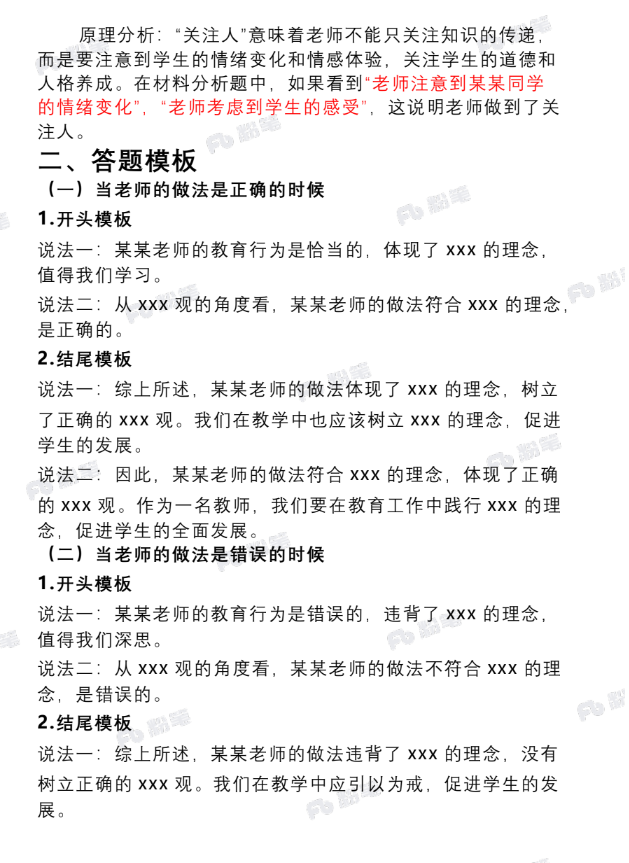 原理分析：“关注人”意味着老师不能只关注知识的传递，
而是要注意到学生的情绪变化和情感体验，关注学生的道德和
人格养成。在材料分析题中，如果看到“老师注意到某某同学
的情绪变化”，“老师考虑到学生的感受”，这说明老师做到了关
注人。
二、答题模板
（一）当老师的做法是正确的时候
1.开头模板
说法一：某某老师的教育行为是恰当的，体现了 xxx 的理念，
值得我们学习。
说法二：从 xxx 观的角度看，某某老师的做法符合 xxx 的理念，
是正确的。
2.结尾模板
说法一：综上所述，某某老师的做法体现了 xxx 的理念，树立
了正确的 xxx 观。我们在教学中也应该树立 xxx 的理念，促进
学生的发展。
说法二：因此，某某老师的做法符合 xxx 的理念，体现了正确
的 xxx 观。作为一名教师，我们要在教育工作中践行 xxx 的理
念，促进学生的全面发展。
（二）当老师的做法是错误的时候
1.开头模板
说法一：某某老师的教育行为是错误的，违背了 xxx 的理念，
值得我们深思。
说法二：从 xxx 观的角度看，某某老师的做法不符合 xxx 的理
念，是错误的。
2.结尾模板
说法一：综上所述，某某老师的做法违背了 xxx 的理念，没有
树立正确的 xxx 观。我们在教学中应引以为戒，促进学生的发
展。
粉笔